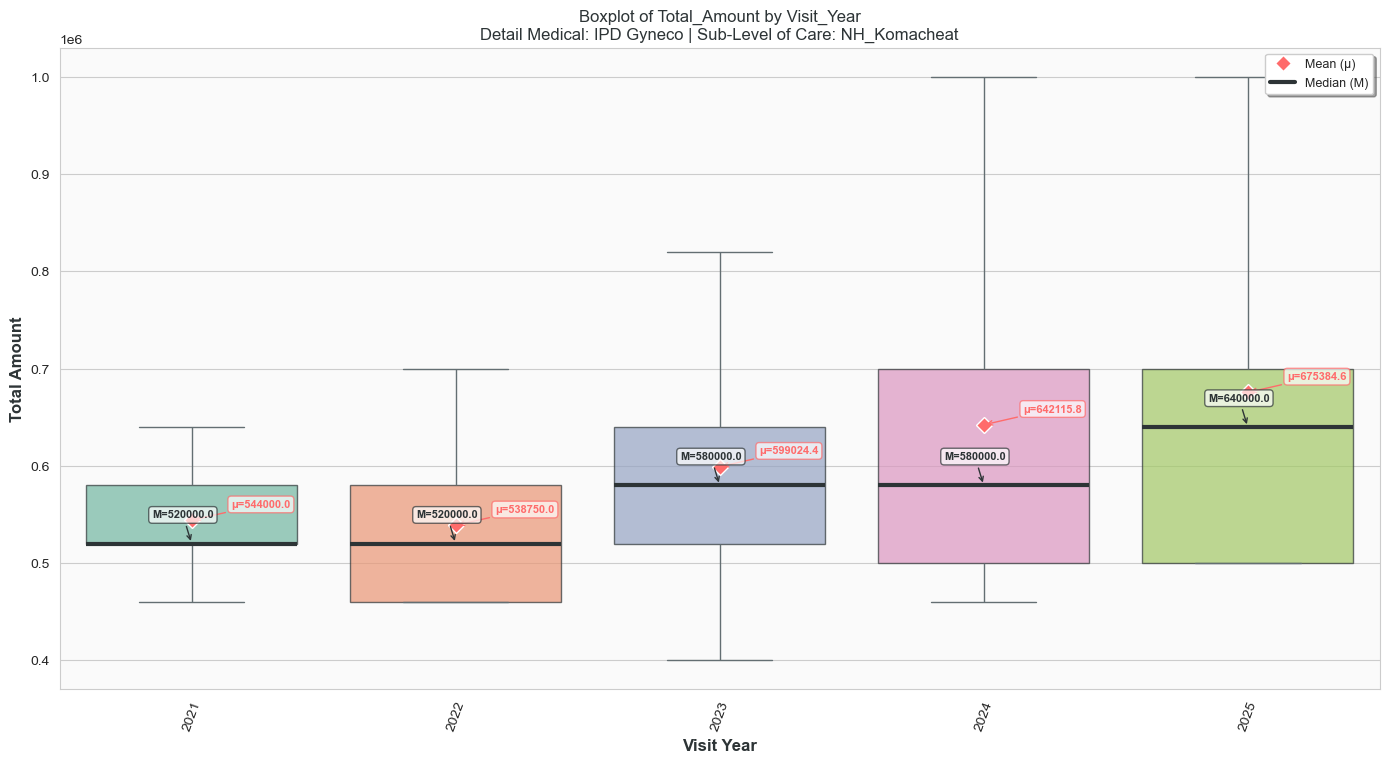 Boxplot of Total_Amount by Visit_Year
Detail Medical: IPD Gyneco | Sub-Level of Care: NH_Komacheat
1e6
Mean (μ)
Median (M)
1.0
0.9
0.8
0.7
0.6
0.5
0.4
Total Amount
M=520000.0
μ=544000.0
M=520000.0
μ=538750.0
M=580000.0
μ=599024.4
M=580000.0
μ=642115.8
M=640000.0
μ=675384.6
2021
2022
2023
2024
2025
Visit Year